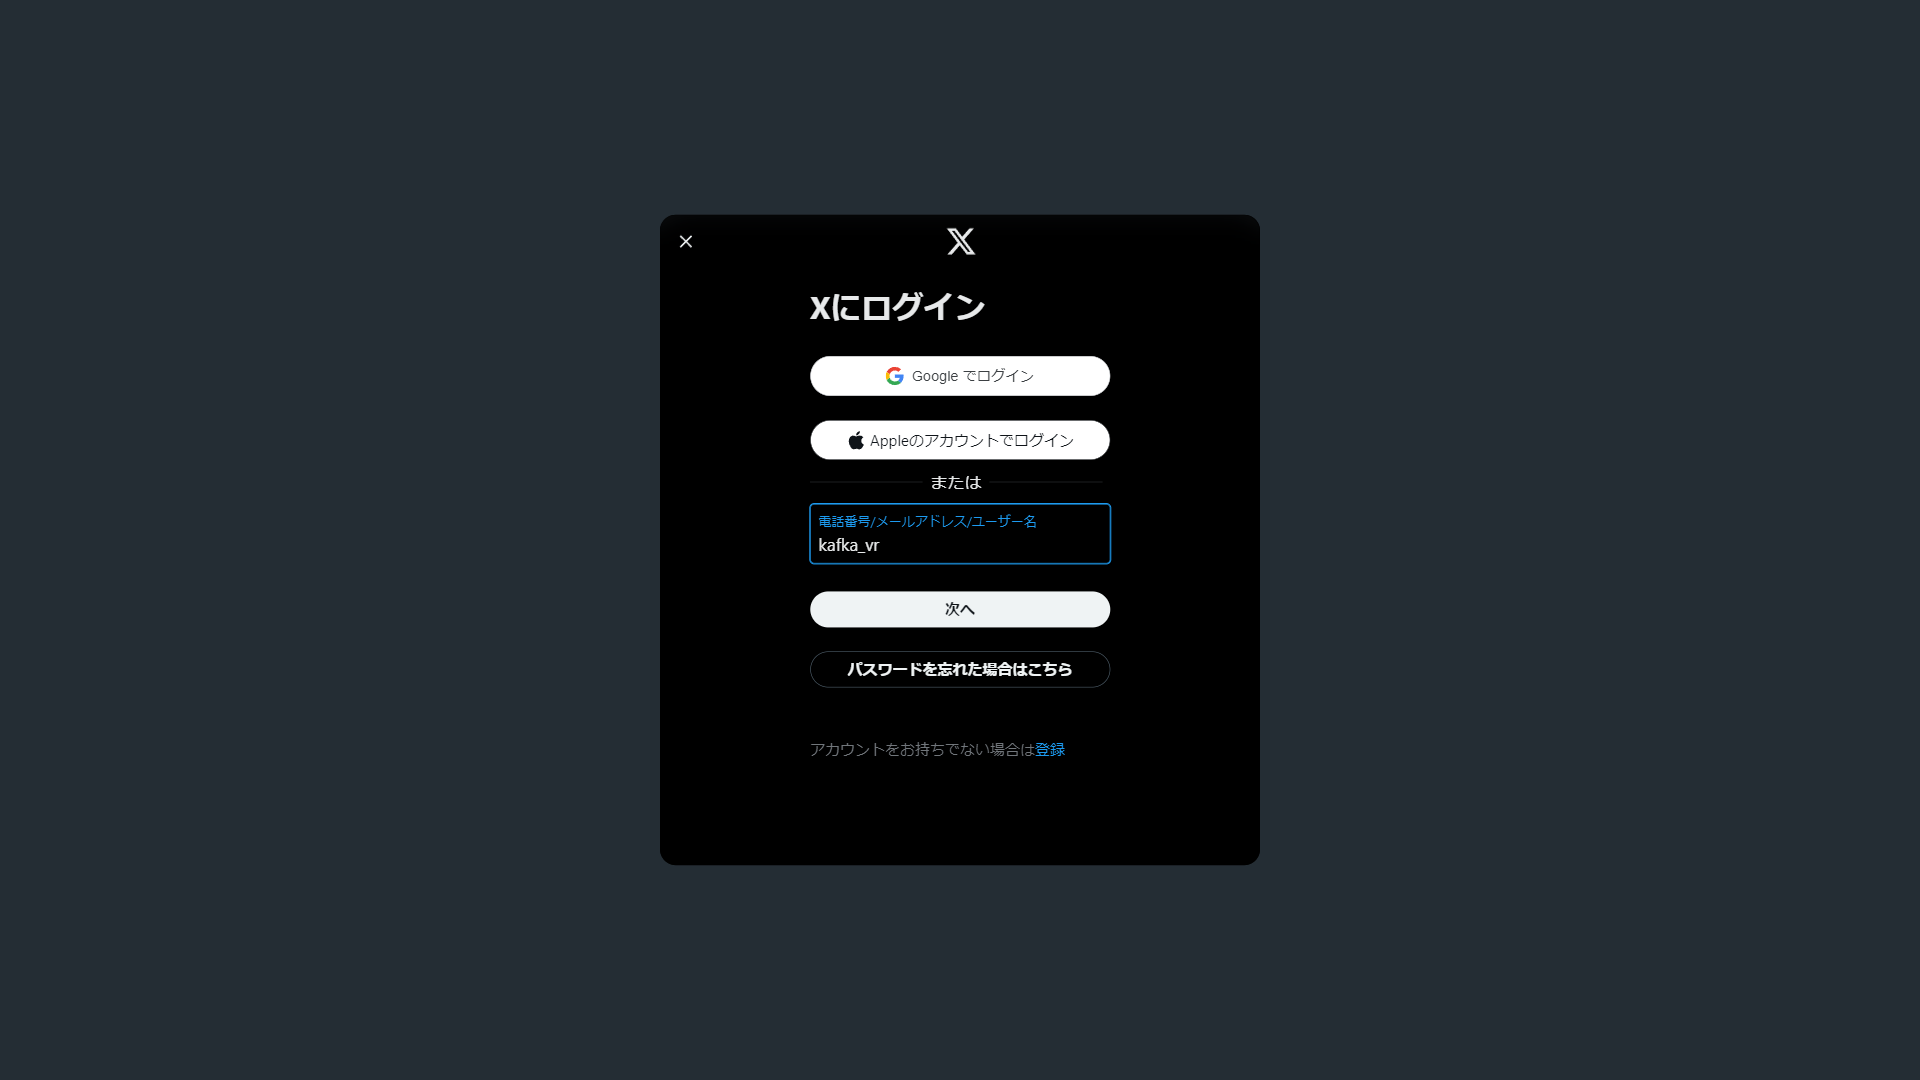 Xにログイン
Google でログイン
Appleのアカウントでログイン
または
電話番号/メールアドレス/ユーザー名
kafka_vr
次へ
パスワードを忘れた場合はこちら
アカウントをお持ちでない場合は登録